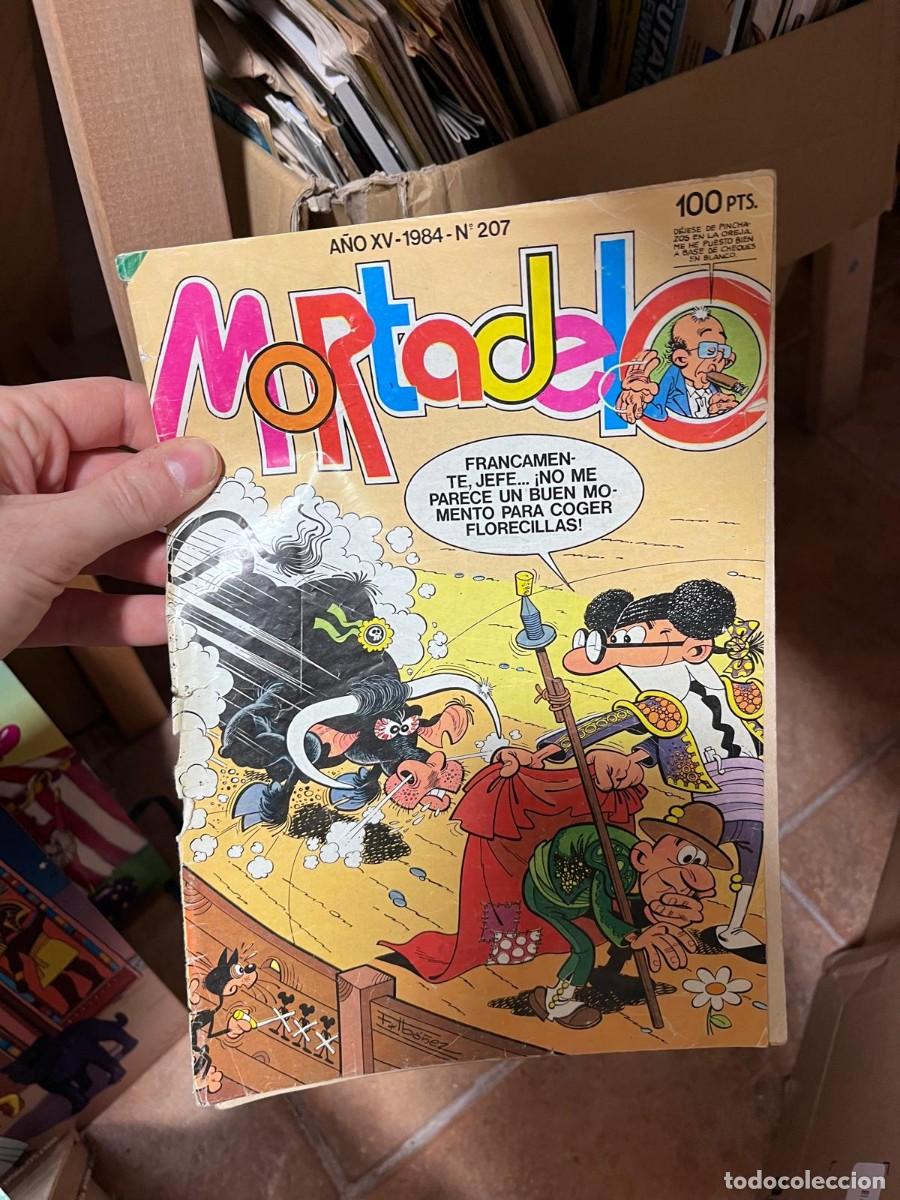 AÑO XV-1984-Nº 207
100 PTS.
DÉJESE DE PINCHA-
ZOS EN LA OREJA.
ME HE PUESTO BIEN
A BASE DE CHEQUES
EN BLANCO.
MORtadelo
FRANCAMEN-
TE, JEFE... ¡NO ME
PARECE UN BUEN MO-
MENTO PARA COGER
FLORECILLAS!
F. Ibáñez
todocoleccion